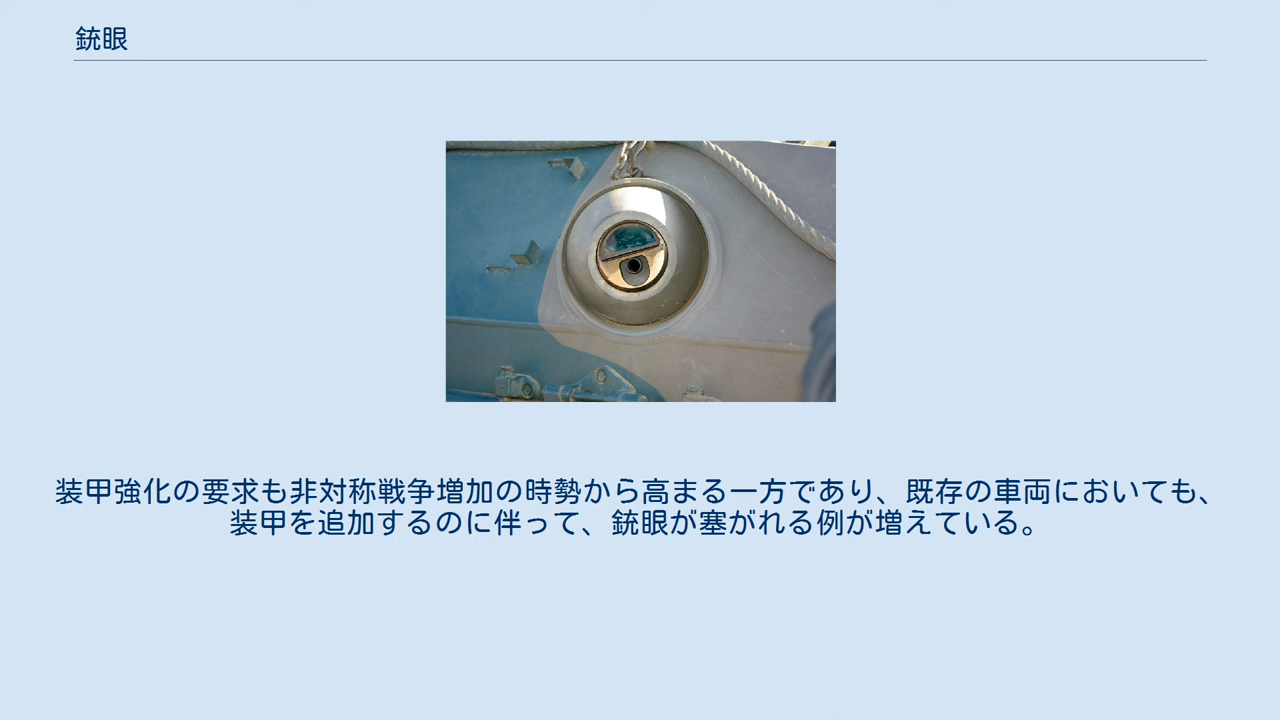 銃眼
装甲強化の要求も非対称戦争増加の時勢から高まる一方であり、既存の車両においても、
装甲を追加するのに伴って、銃眼が塞がれる例が増えている。